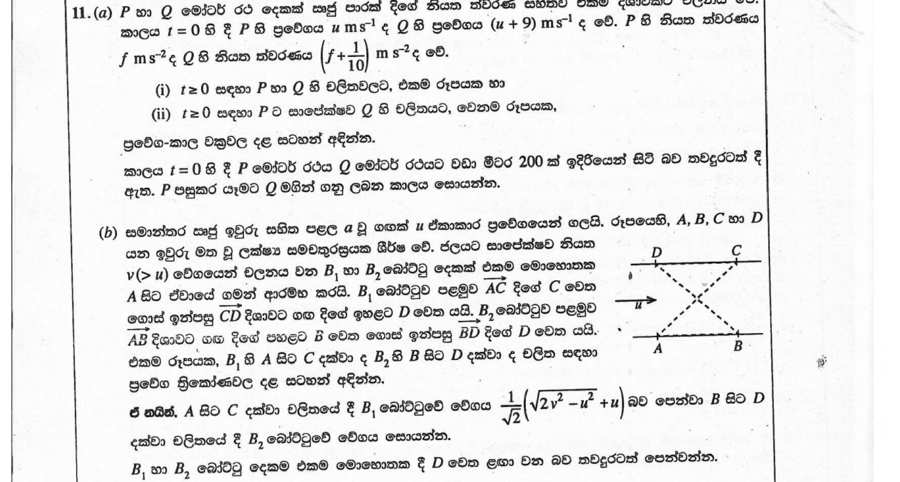 11. (a) P හා Q මෝටර් රථ දෙකක් සෘජු පාරක් දිගේ නියත ත්වරණ සහිතව එකම දිශාවකට චලනය වේ.
කාලය t = 0 හි දී P හි ප්‍රවේගය u m s⁻¹ ද Q හි ප්‍රවේගය (u + 9) m s⁻¹ ද වේ. P හි නියත ත්වරණය
f m s⁻² ද Q හි නියත ත්වරණය (f + 1/10) m s⁻² ද වේ.
(i) t ≥ 0 සඳහා P හා Q හි චලිතවලට, එකම රූපයක හා
(ii) t ≥ 0 සඳහා P ට සාපේක්ෂව Q හි චලිතයට, වෙනම රූපයක,
ප්‍රවේග-කාල වක්‍රවල දළ සටහන් අඳින්න.
කාලය t = 0 හි දී P මෝටර් රථය Q මෝටර් රථයට වඩා මීටර 200 ක් ඉදිරියෙන් සිටි බව තවදුරටත් දී
ඇත. P පසුකර යෑමට Q මගින් ගනු ලබන කාලය සොයන්න.
(b) සමාන්තර සෘජු ඉවුරු සහිත පළල a වූ ගඟක් u ඒකාකාර ප්‍රවේගයෙන් ගලයි. රූපයෙහි, A, B, C හා D
යන ඉවුරු මත වූ ලක්ෂ්‍ය සමචතුරස්‍රයක ශීර්ෂ වේ. ජලයට සාපේක්ෂව නියත
v(> u) වේගයෙන් චලනය වන B₁ හා B₂ බෝට්ටු දෙකක් එකම මොහොතක
A සිට ඒවායේ ගමන් ආරම්භ කරයි. B₁ බෝට්ටුව පළමුව AC⃗ දිගේ C වෙත
ගොස් ඉන්පසු CD⃗ දිශාවට ගඟ දිගේ ඉහළට D වෙත යයි. B₂ බෝට්ටුව පළමුව
AB⃗ දිශාවට ගඟ දිගේ පහළට B වෙත ගොස් ඉන්පසු BD⃗ දිගේ D වෙත යයි.
එකම රූපයක, B₁ හි A සිට C දක්වා ද B₂ හි B සිට D දක්වා ද චලිත සඳහා
ප්‍රවේග ත්‍රිකෝණවල දළ සටහන් අඳින්න.
ඒ නයින්, A සිට C දක්වා චලිතයේ දී B₁ බෝට්ටුවේ වේගය 1/√2 (√(2v² − u²) + u) බව පෙන්වා B සිට D
දක්වා චලිතයේ දී B₂ බෝට්ටුවේ වේගය සොයන්න.
B₁ හා B₂ බෝට්ටු දෙකම එකම මොහොතක දී D වෙත ළඟා වන බව තවදුරටත් පෙන්වන්න.
D C
u
A B